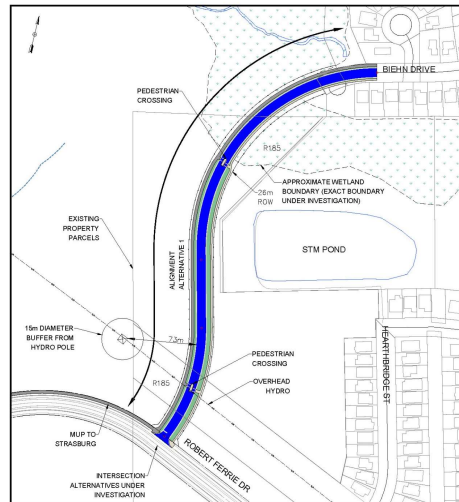 BIEHN DRIVE
PEDESTRIAN
CROSSING
R185
26m
ROW
APPROXIMATE WETLAND
BOUNDARY (EXACT BOUNDARY
UNDER INVESTIGATION)
EXISTING
PROPERTY
PARCELS
ALIGNMENT
ALTERNATIVE 1
STM POND
15m DIAMETER
BUFFER FROM
HYDRO POLE
73m
HEARTHBRIDGE ST
PEDESTRIAN
CROSSING
R185
OVERHEAD
HYDRO
MUP TO
STRASBURG
ROBERT FERRIE DR
INTERSECTION
ALTERNATIVES UNDER
INVESTIGATION